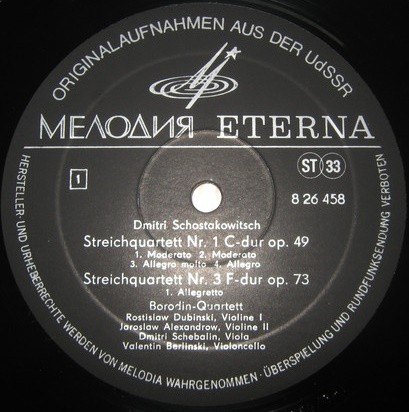 ORIGINALAUFNAHMEN AUS DER UdSSR
МЕЛОДИЯ ETERNA
1
ST 33
8 26 458
Dmitri Schostakowitsch
Streichquartett Nr. 1 C-dur op. 49
1. Moderato 2. Moderato
3. Allegro molto 4. Allegro
Streichquartett Nr. 3 F-dur op. 73
1. Allegretto
Borodin-Quartett
Rostislaw Dubinski, Violine I
Jaroslaw Alexandrow, Violine II
Dmitri Schebalin, Viola
Valentin Berlinski, Violoncello
HERSTELLER UND URHEBERRECHTE WERDEN VON MELODIA WAHRGENOMMEN · ÜBERSPIELUNG UND RUNDFUNKSENDUNG VERBOTEN